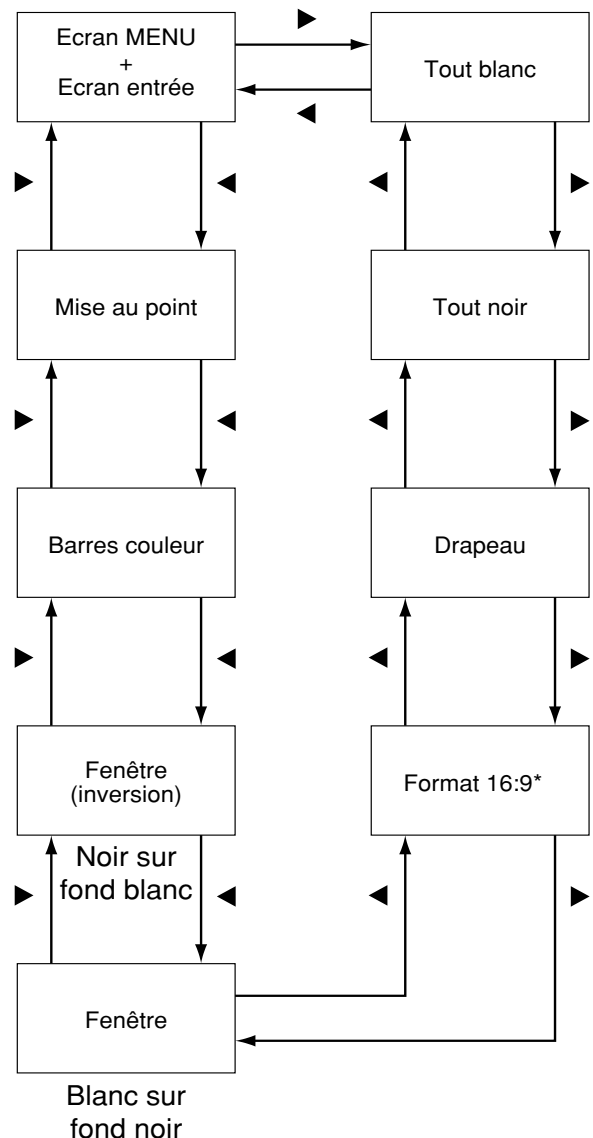 Ecran MENU
+
Ecran entrée
Tout blanc
Mise au point
Tout noir
Barres couleur
Drapeau
Fenêtre
(inversion)
Format 16:9*
Noir sur
fond blanc
Fenêtre
Blanc sur
fond noir